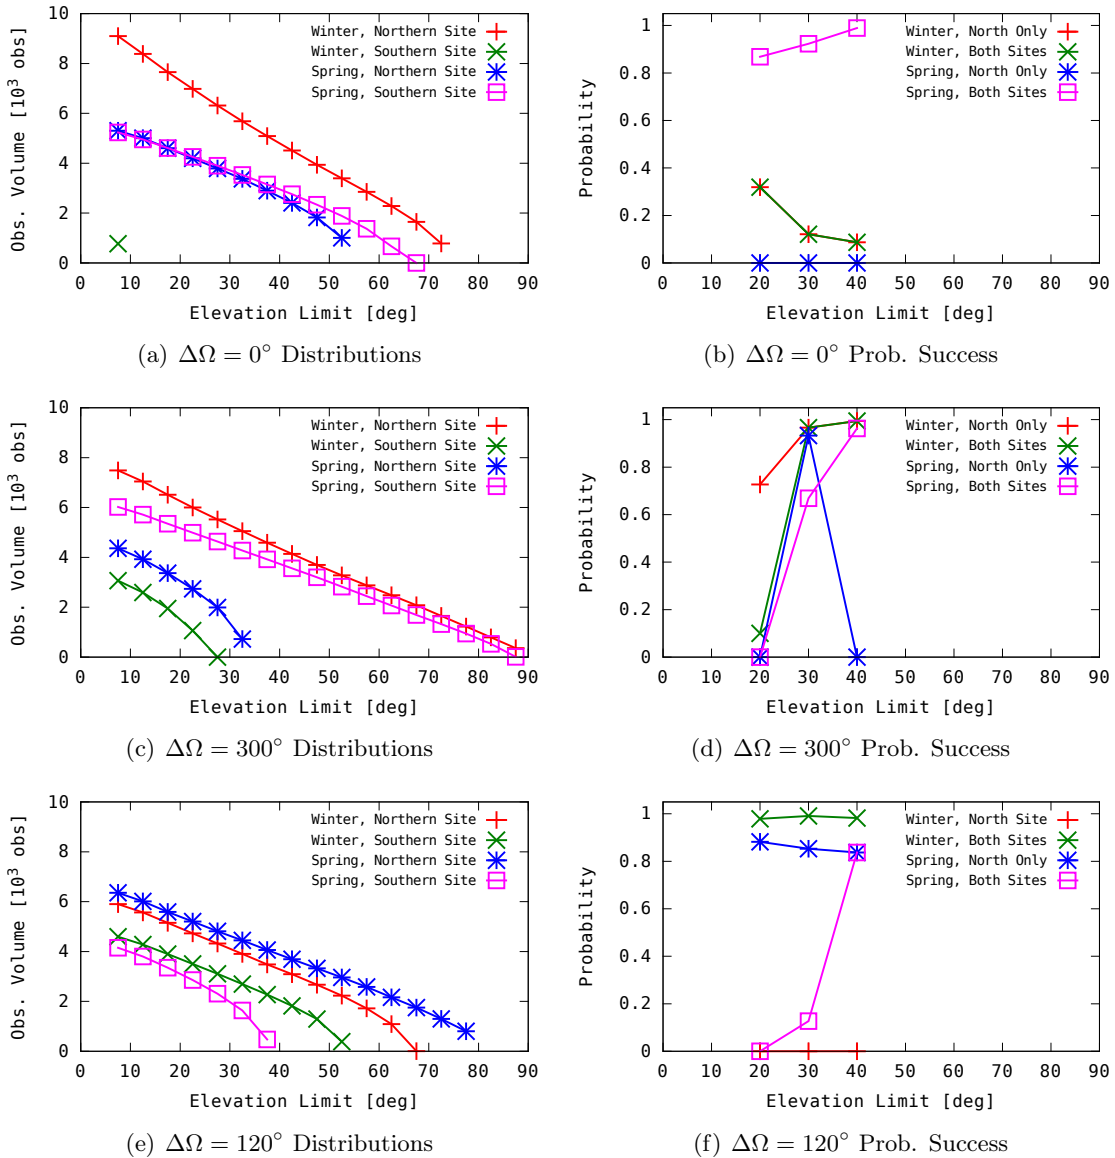 10
8
6
4
2
0
Obs. Volume [10³ obs]
Winter, Northern Site
Winter, Southern Site
Spring, Northern Site
Spring, Southern Site
0 10 20 30 40 50 60 70 80 90
Elevation Limit [deg]
(a) ΔΩ = 0° Distributions
1
0.8
0.6
0.4
0.2
0
Probability
Winter, North Only
Winter, Both Sites
Spring, North Only
Spring, Both Sites
0 10 20 30 40 50 60 70 80 90
Elevation Limit [deg]
(b) ΔΩ = 0° Prob. Success
10
8
6
4
2
0
Obs. Volume [10³ obs]
Winter, Northern Site
Winter, Southern Site
Spring, Northern Site
Spring, Southern Site
0 10 20 30 40 50 60 70 80 90
Elevation Limit [deg]
(c) ΔΩ = 300° Distributions
1
0.8
0.6
0.4
0.2
0
Probability
Winter, North Only
Winter, Both Sites
Spring, North Only
Spring, Both Sites
0 10 20 30 40 50 60 70 80 90
Elevation Limit [deg]
(d) ΔΩ = 300° Prob. Success
10
8
6
4
2
0
Obs. Volume [10³ obs]
Winter, Northern Site
Winter, Southern Site
Spring, Northern Site
Spring, Southern Site
0 10 20 30 40 50 60 70 80 90
Elevation Limit [deg]
(e) ΔΩ = 120° Distributions
1
0.8
0.6
0.4
0.2
0
Probability
Winter, North Site
Winter, Both Sites
Spring, North Only
Spring, Both Sites
0 10 20 30 40 50 60 70 80 90
Elevation Limit [deg]
(f) ΔΩ = 120° Prob. Success